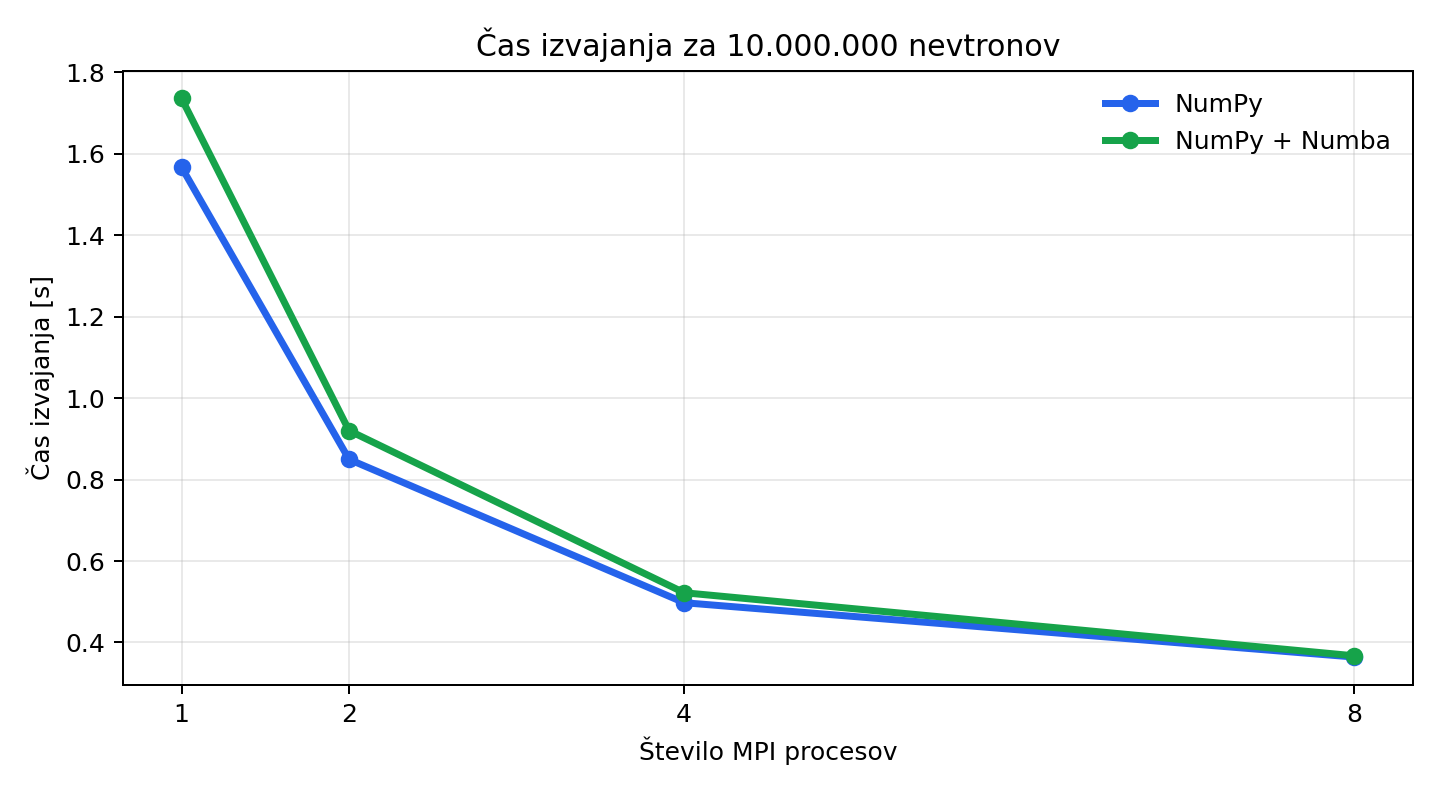 Čas izvajanja za 10.000.000 nevtronov
1.8
1.6
1.4
1.2
1.0
0.8
0.6
0.4
Čas izvajanja [s]
NumPy
NumPy + Numba
1 2 4 8
Število MPI procesov